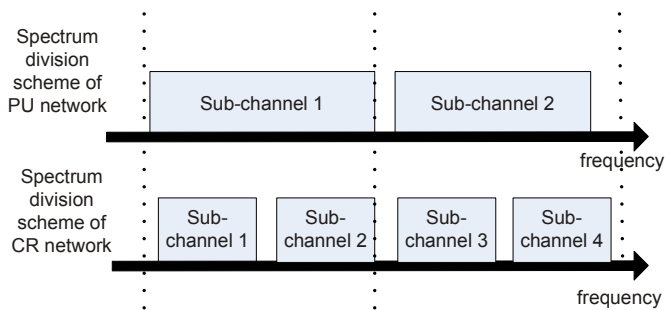 Spectrum
division
scheme of
PU network
Sub-channel 1
Sub-channel 2
frequency
Spectrum
division
scheme of
CR network
Sub-
channel 1
Sub-
channel 2
Sub-
channel 3
Sub-
channel 4
frequency